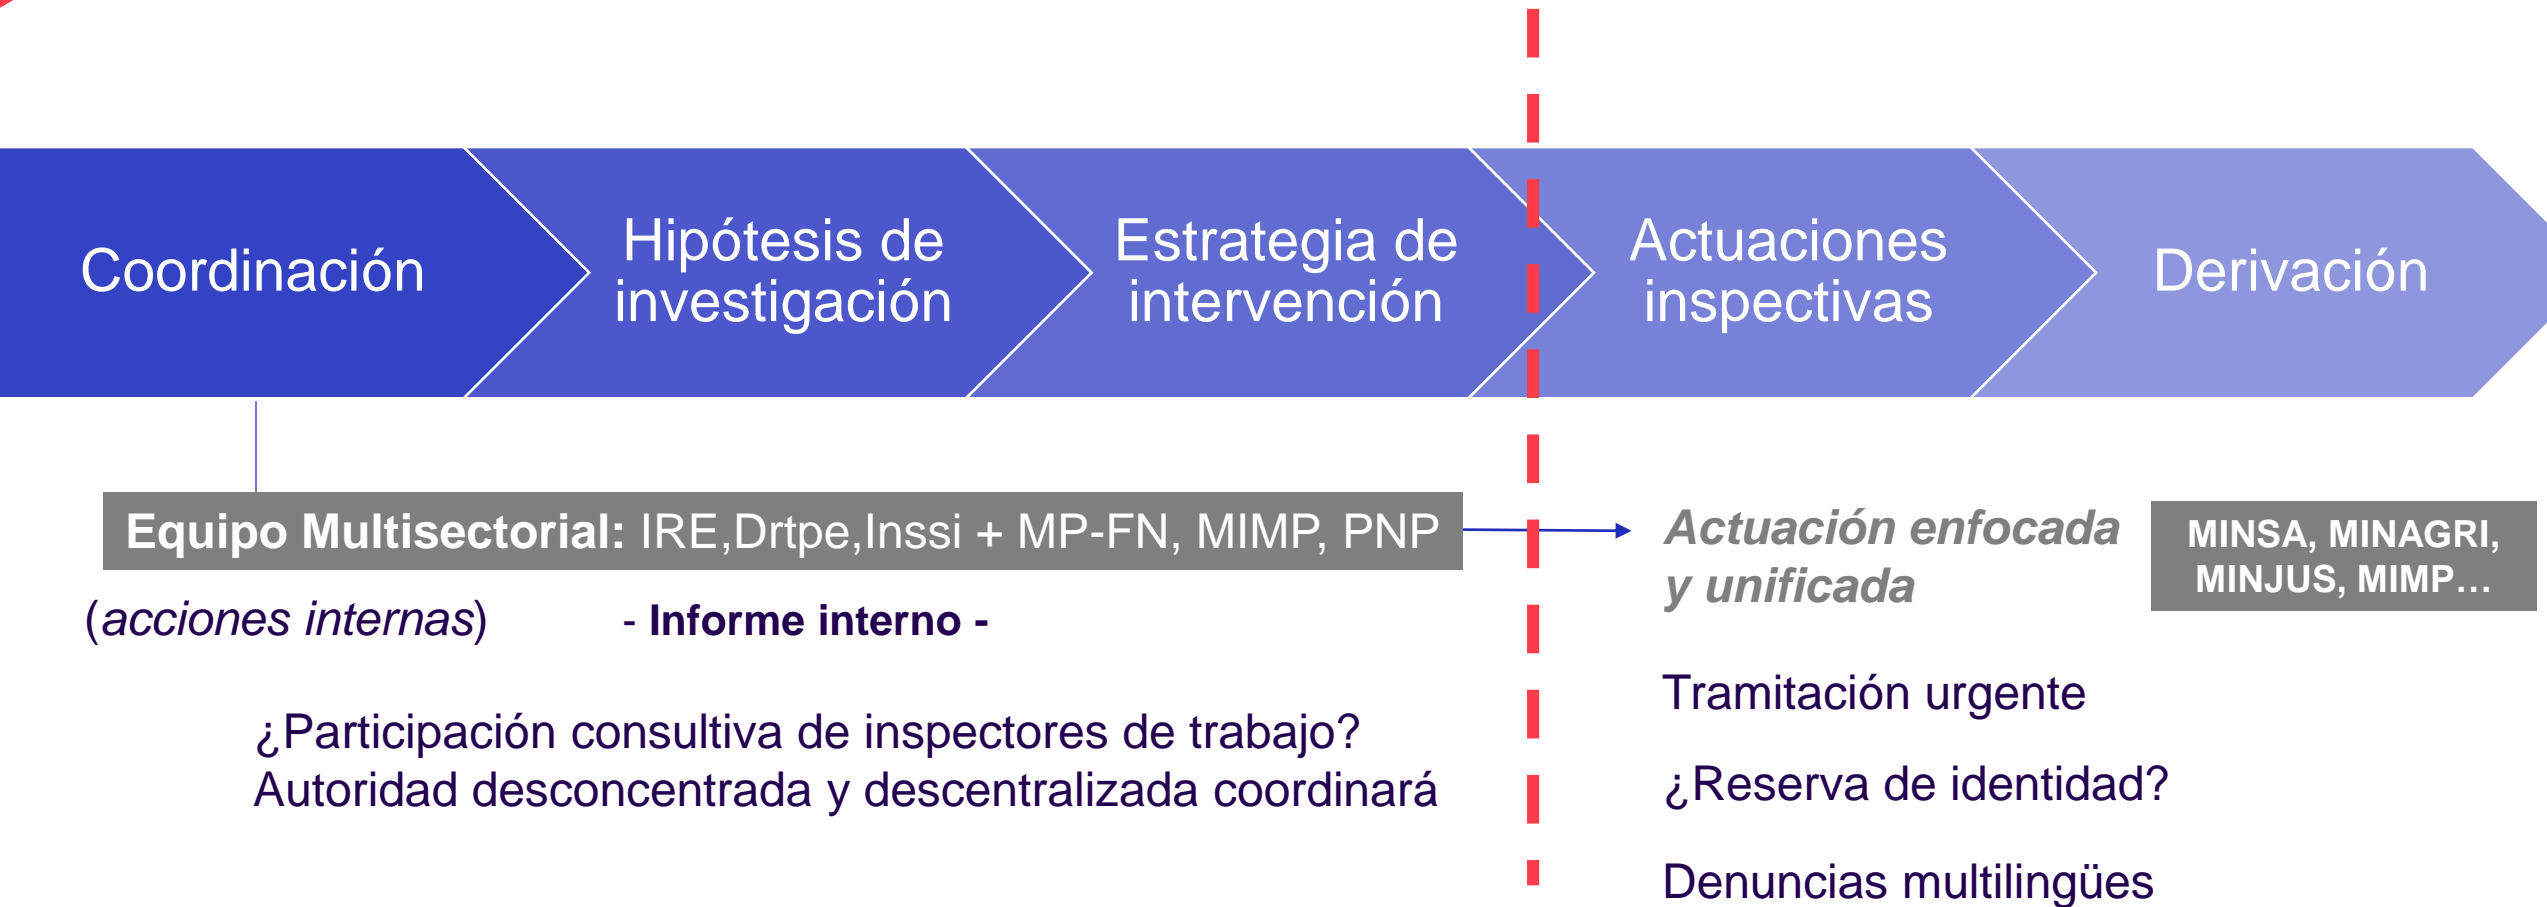 Coordinación
Hipótesis de
investigación
Estrategia de
intervención
Actuaciones
inspectivas
Derivación
Equipo Multisectorial: IRE,Drtpe,Inssi + MP-FN, MIMP, PNP
(acciones internas)
- Informe interno -
¿Participación consultiva de inspectores de trabajo?
Autoridad desconcentrada y descentralizada coordinará
Actuación enfocada
y unificada
MINSA, MINAGRI,
MINJUS, MIMP…
Tramitación urgente
¿Reserva de identidad?
Denuncias multilingües